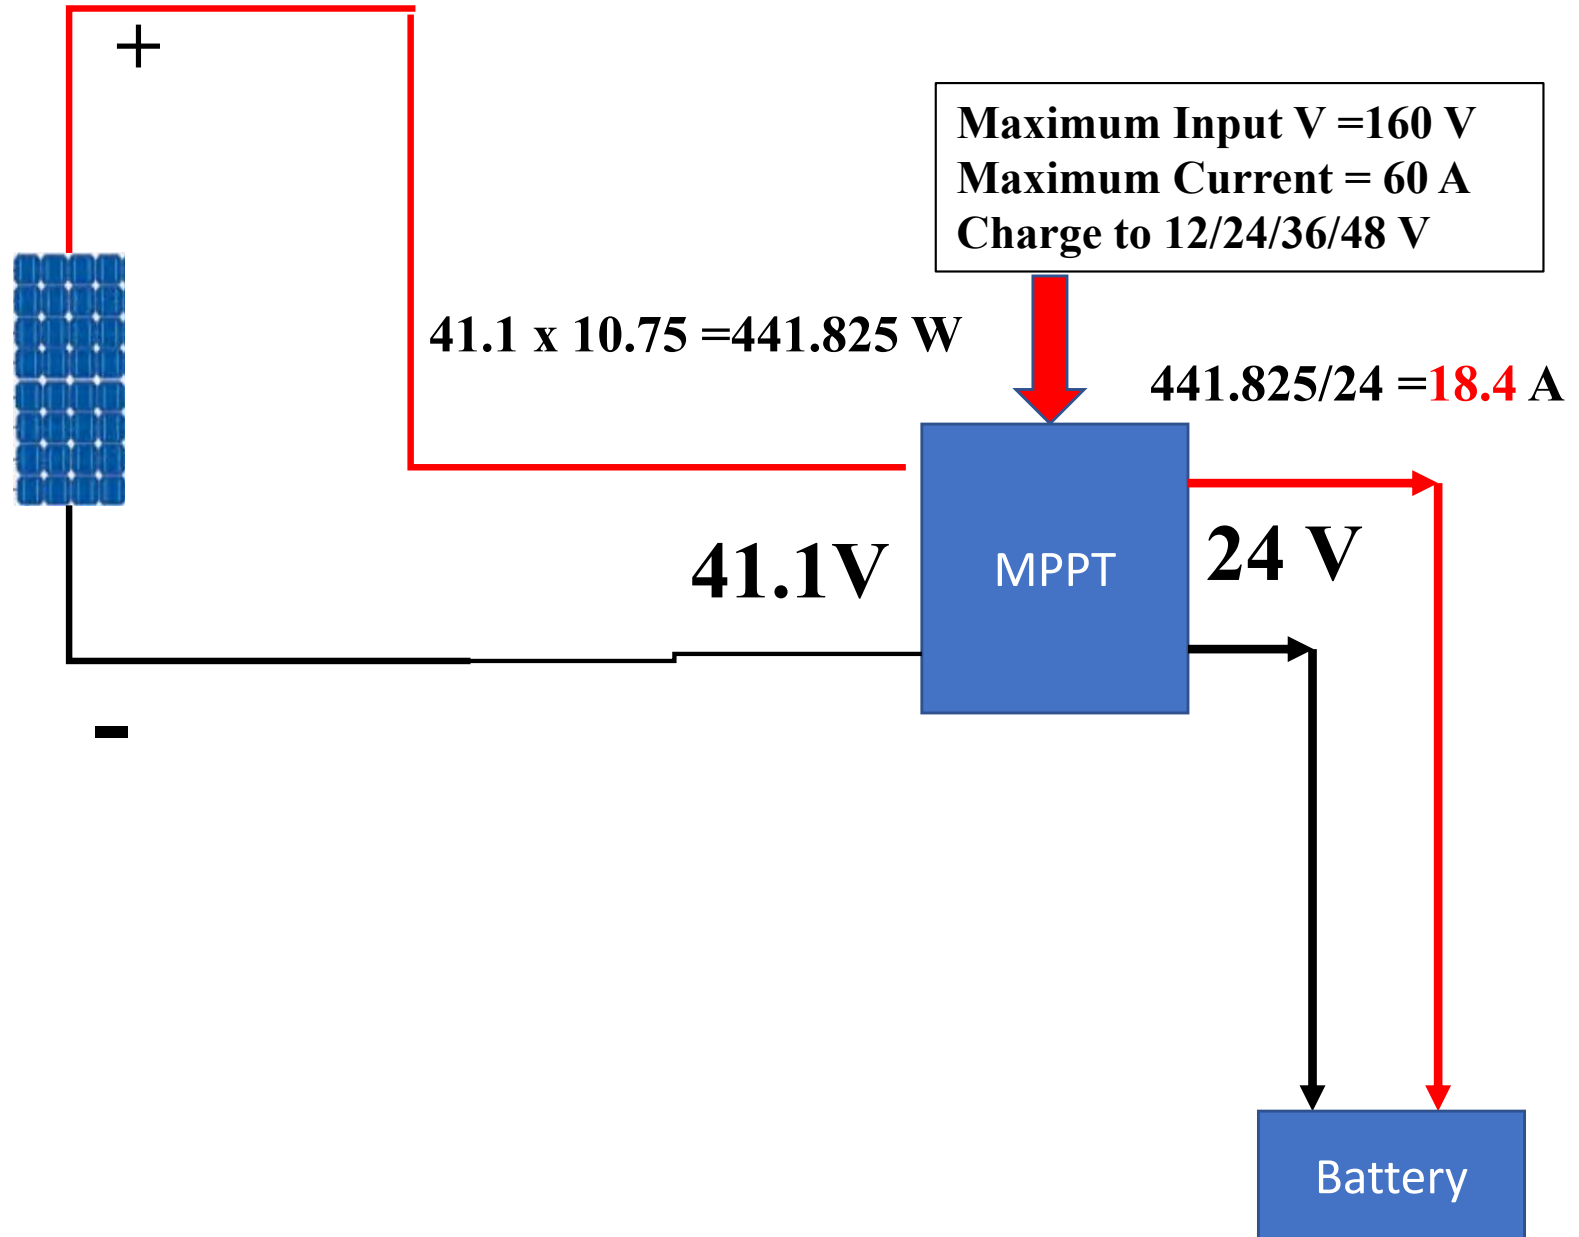 +
Maximum Input V =160 V
Maximum Current = 60 A
Charge to 12/24/36/48 V
41.1 x 10.75 =441.825 W
441.825/24 =18.4 A
41.1V
MPPT
24 V
-
Battery